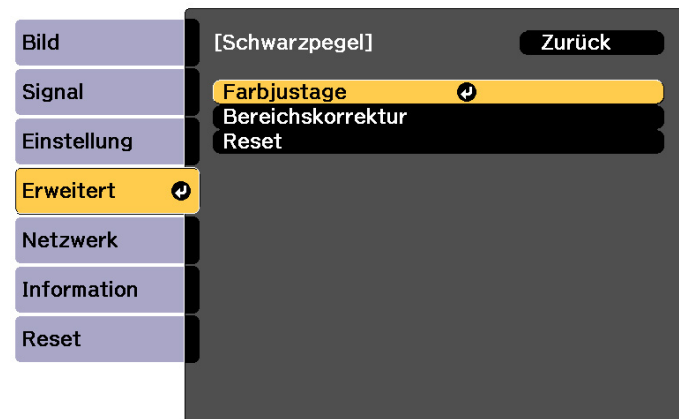 Bild
Signal
Einstellung
Erweitert
Netzwerk
Information
Reset
[Schwarzpegel] Zurück
Farbjustage
Bereichskorrektur
Reset